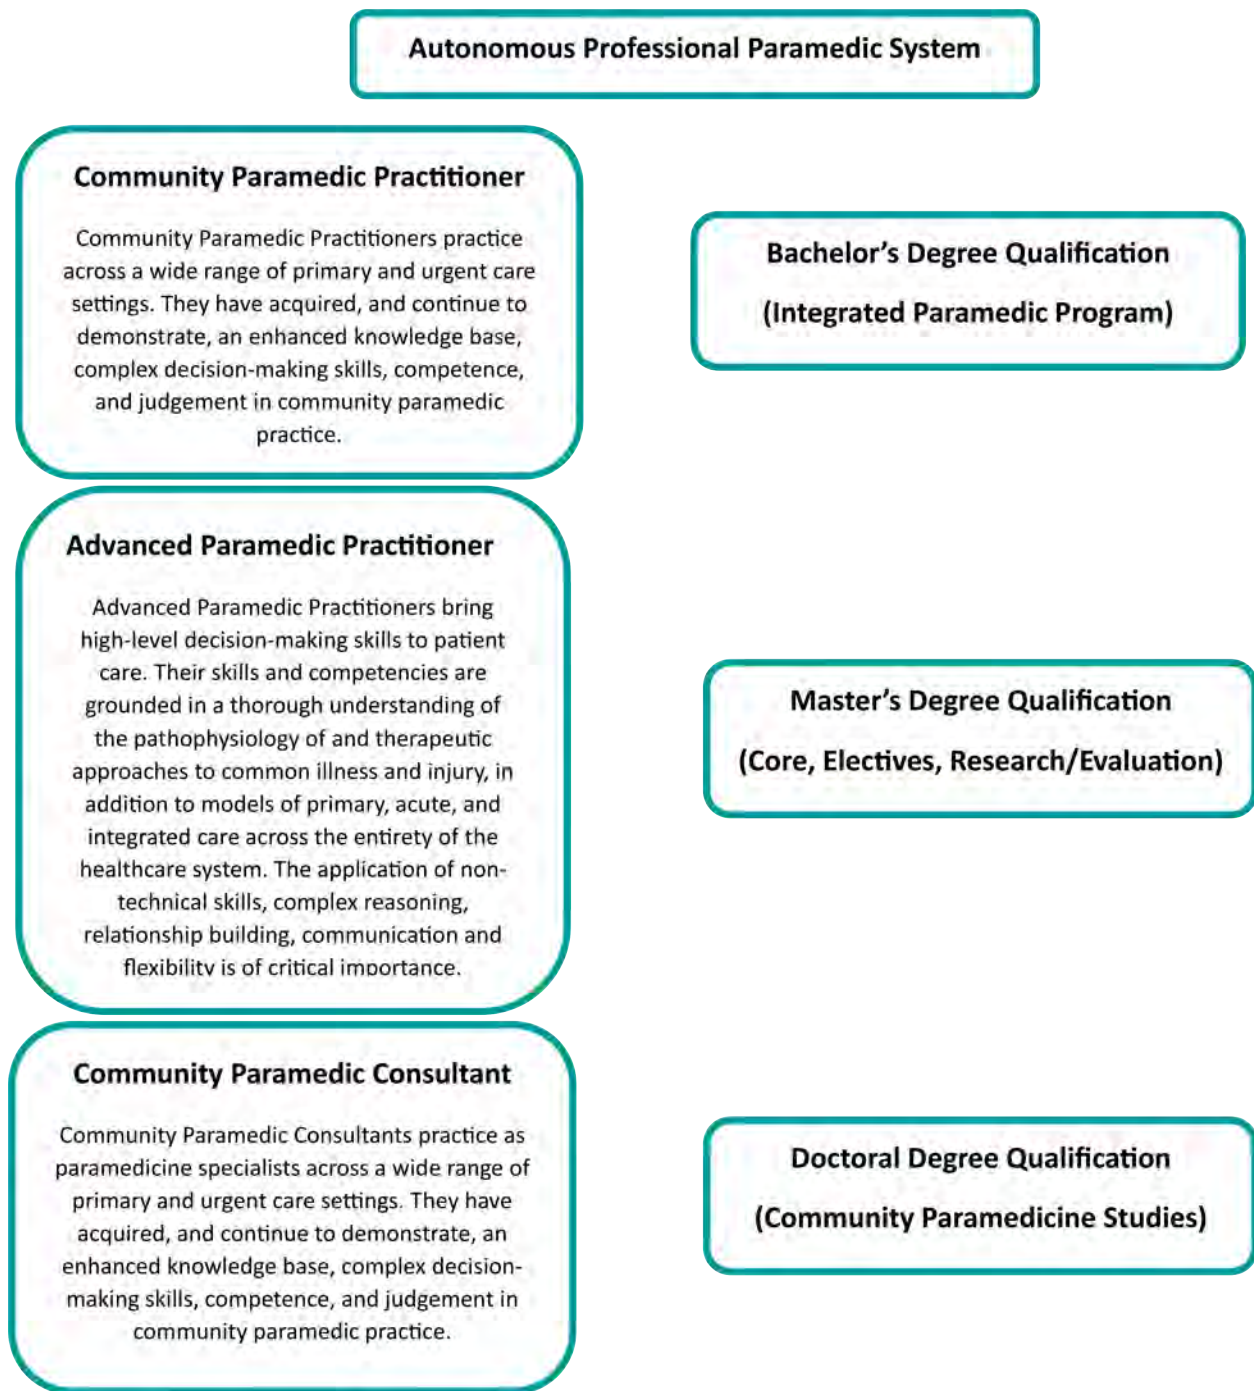 Autonomous Professional Paramedic System
Community Paramedic Practitioner
Community Paramedic Practitioners practice
across a wide range of primary and urgent care
settings. They have acquired, and continue to
demonstrate, an enhanced knowledge base,
complex decision-making skills, competence,
and judgement in community paramedic
practice.
Bachelor’s Degree Qualification
(Integrated Paramedic Program)
Advanced Paramedic Practitioner
Advanced Paramedic Practitioners bring
high-level decision-making skills to patient
care. Their skills and competencies are
grounded in a thorough understanding of
the pathophysiology of and therapeutic
approaches to common illness and injury, in
addition to models of primary, acute, and
integrated care across the entirety of the
healthcare system. The application of non-
technical skills, complex reasoning,
relationship building, communication and
flexibility is of critical importance.
Master’s Degree Qualification
(Core, Electives, Research/Evaluation)
Community Paramedic Consultant
Community Paramedic Consultants practice as
paramedicine specialists across a wide range of
primary and urgent care settings. They have
acquired, and continue to demonstrate, an
enhanced knowledge base, complex decision-
making skills, competence, and judgement in
community paramedic practice.
Doctoral Degree Qualification
(Community Paramedicine Studies)